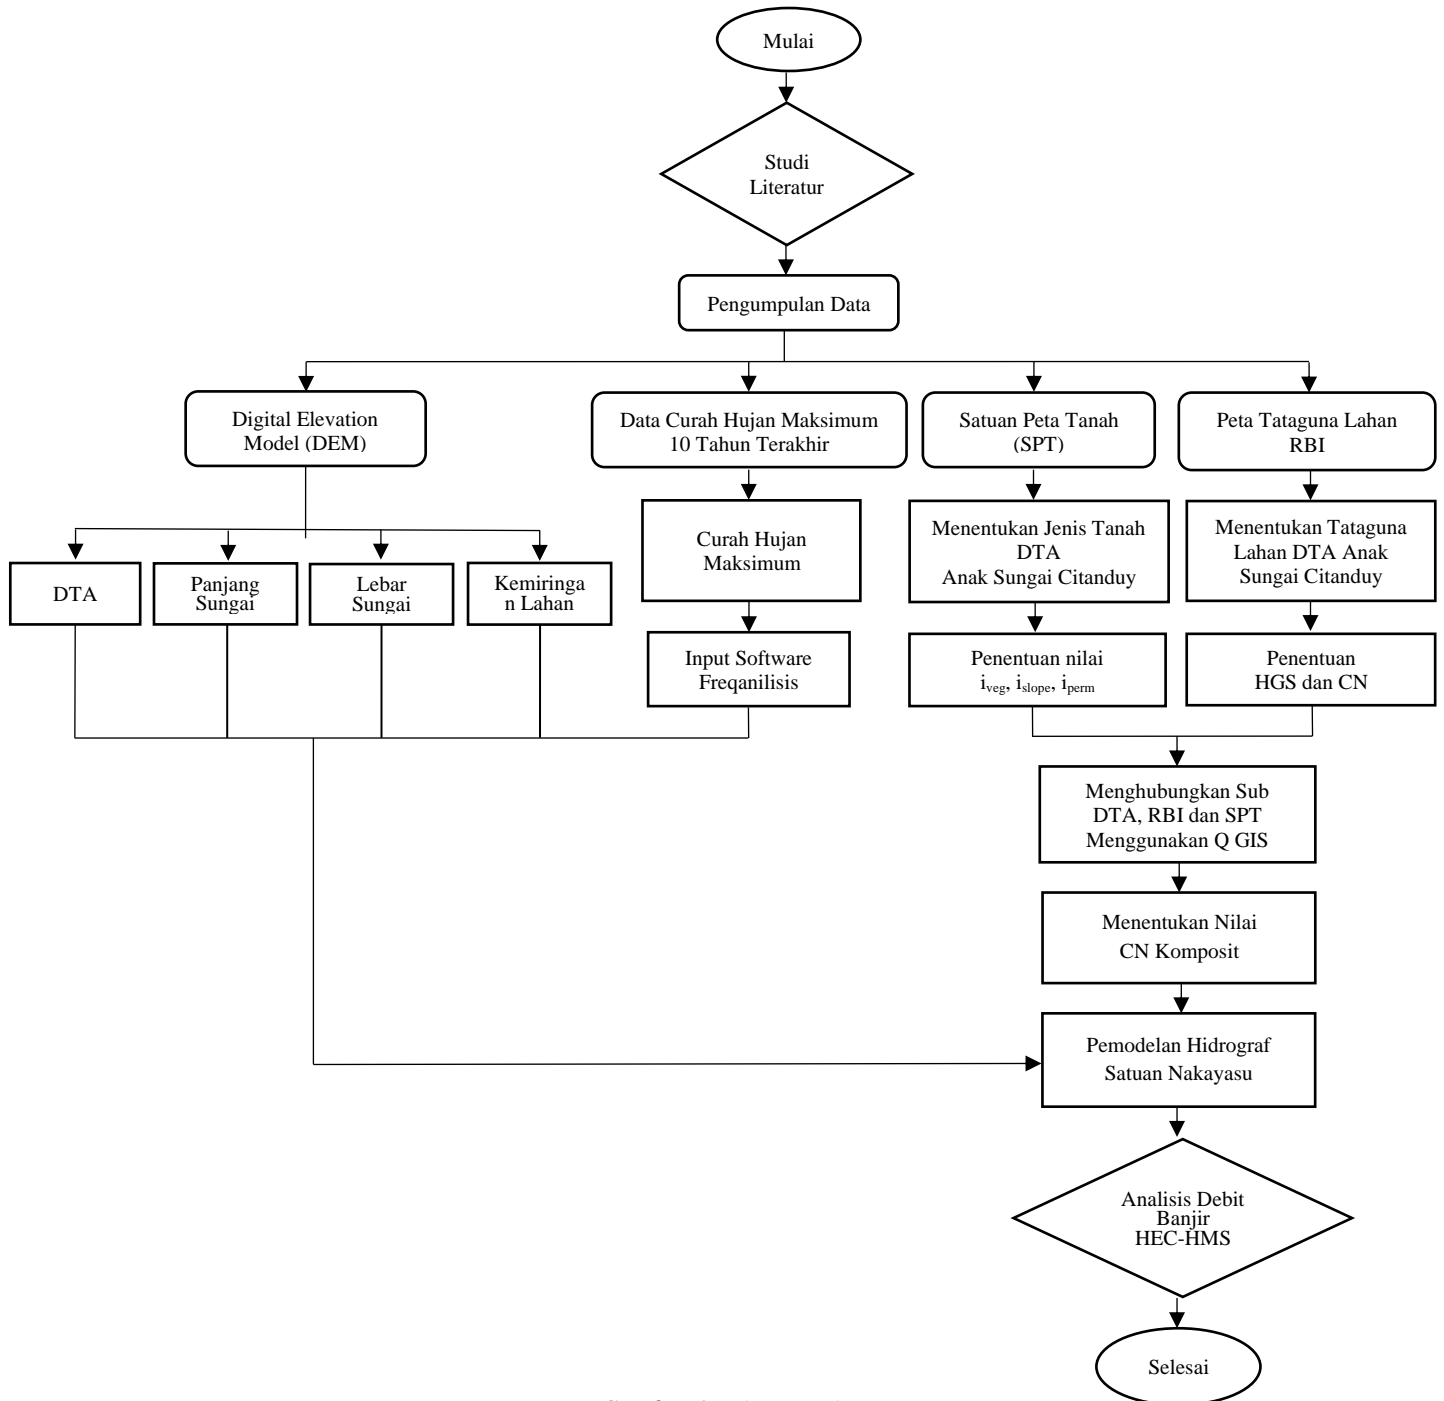 Mulai
Studi
Literatur
Pengumpulan Data
Digital Elevation
Model (DEM)
Data Curah Hujan Maksimum
10 Tahun Terakhir
Satuan Peta Tanah
(SPT)
Peta Tataguna Lahan
RBI
DTA
Panjang
Sungai
Lebar
Sungai
Kemiringa
n Lahan
Curah Hujan
Maksimum
Menentukan Jenis Tanah
DTA
Anak Sungai Citanduy
Menentukan Tataguna
Lahan DTA Anak
Sungai Citanduy
Input Software
Freqanilisis
Penentuan nilai
iveg, islope, iperm
Penentuan
HGS dan CN
Menghubungkan Sub
DTA, RBI dan SPT
Menggunakan Q GIS
Menentukan Nilai
CN Komposit
Pemodelan Hidrograf
Satuan Nakayasu
Analisis Debit
Banjir
HEC-HMS
Selesai